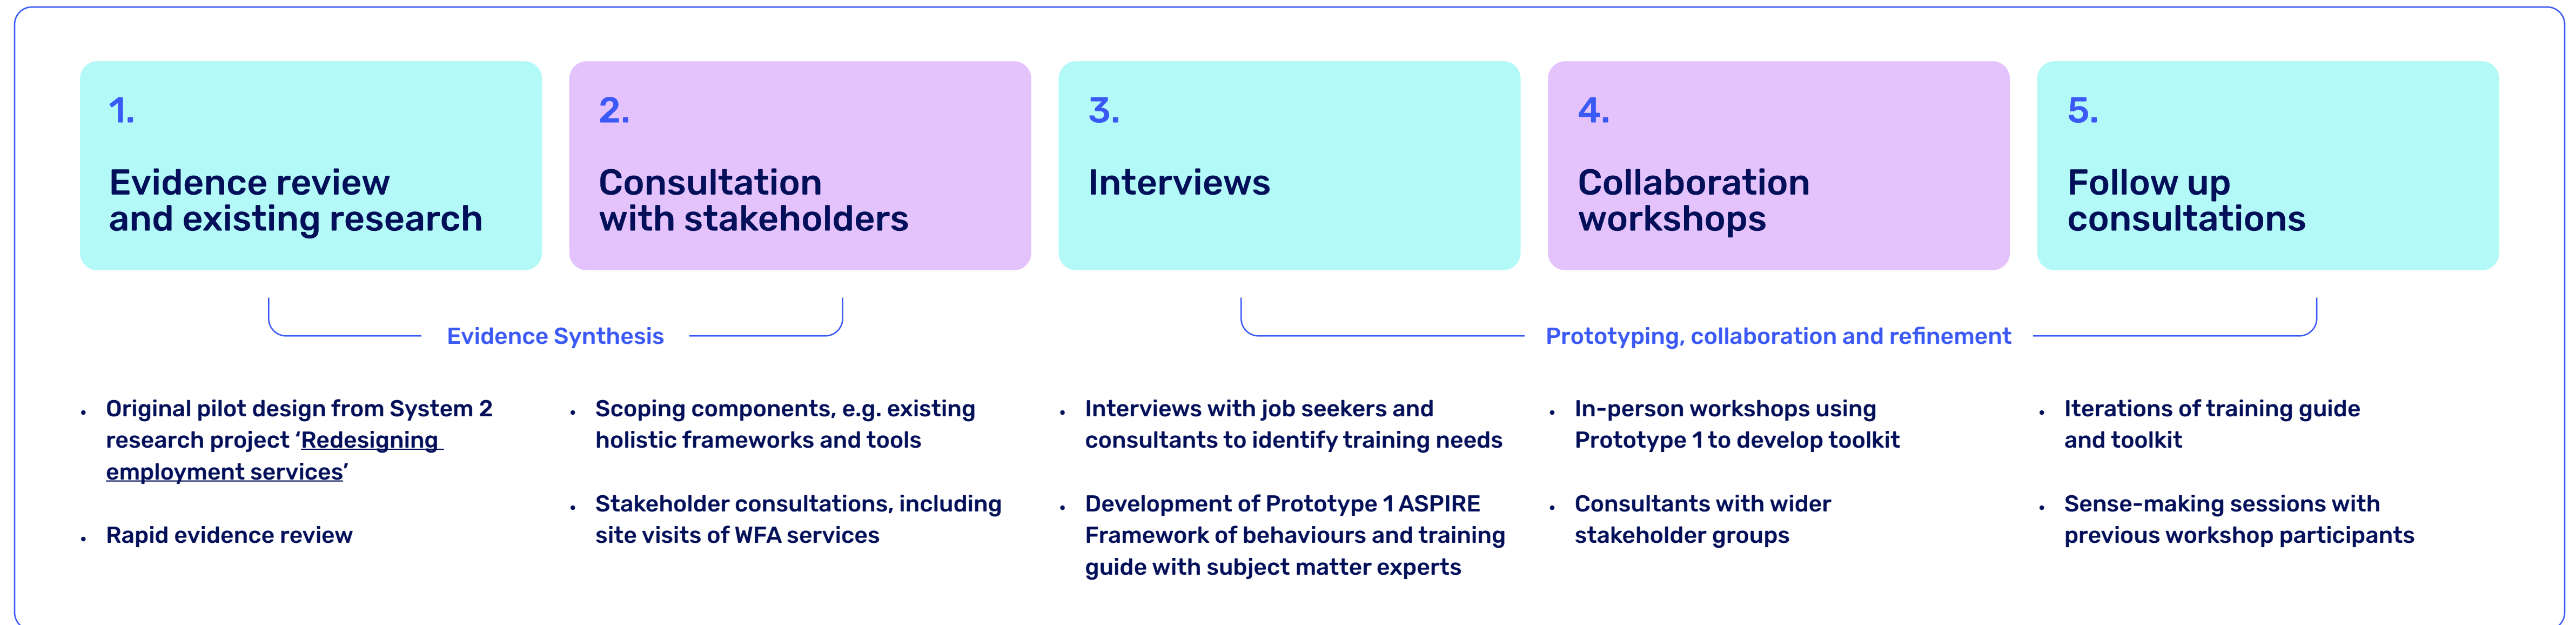 1.
Evidence review
and existing research
2.
Consultation
with stakeholders
3.
Interviews
4.
Collaboration
workshops
5.
Follow up
consultations
Evidence Synthesis
Prototyping, collaboration and refinement
• Original pilot design from System 2
research project ‘Redesigning
employment services’
• Rapid evidence review
• Scoping components, e.g. existing
holistic frameworks and tools
• Stakeholder consultations, including
site visits of WFA services
• Interviews with job seekers and
consultants to identify training needs
• Development of Prototype 1 ASPIRE
Framework of behaviours and training
guide with subject matter experts
• In-person workshops using
Prototype 1 to develop toolkit
• Consultants with wider
stakeholder groups
• Iterations of training guide
and toolkit
• Sense-making sessions with
previous workshop participants